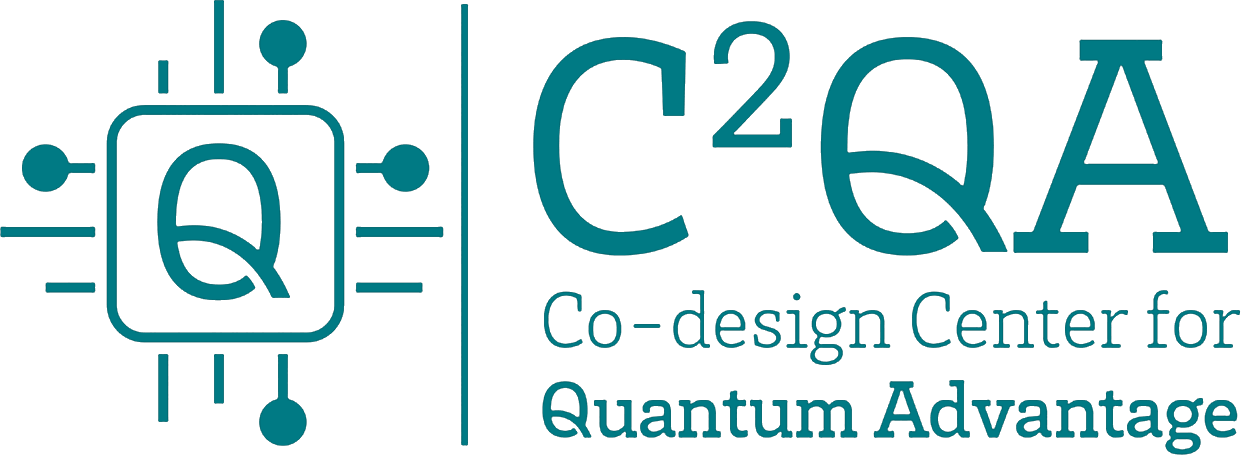 Q
C²QA
Co-design Center for
Quantum Advantage